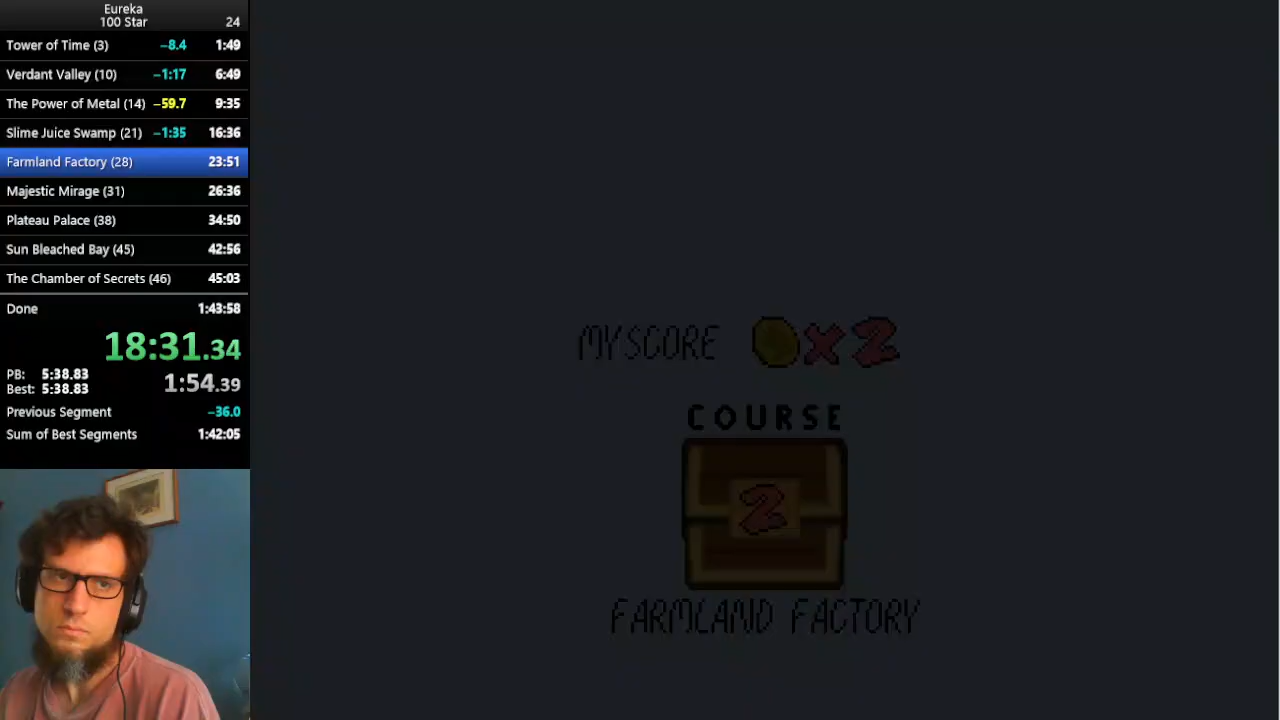 Eureka
100 Star 24
Tower of Time (3) −8.4 1:49
Verdant Valley (10) −1:17 6:49
The Power of Metal (14) −59.7 9:35
Slime Juice Swamp (21) −1:35 16:36
Farmland Factory (28) 23:51
Majestic Mirage (31) 26:36
Plateau Palace (38) 34:50
Sun Bleached Bay (45) 42:56
The Chamber of Secrets (46) 45:03
Done 1:43:58
18:31.34
PB: 5:38.83
Best: 5:38.83 1:54.39
Previous Segment −36.0
Sum of Best Segments 1:42:05
MY SCORE ×2
COURSE
2
FARMLAND FACTORY